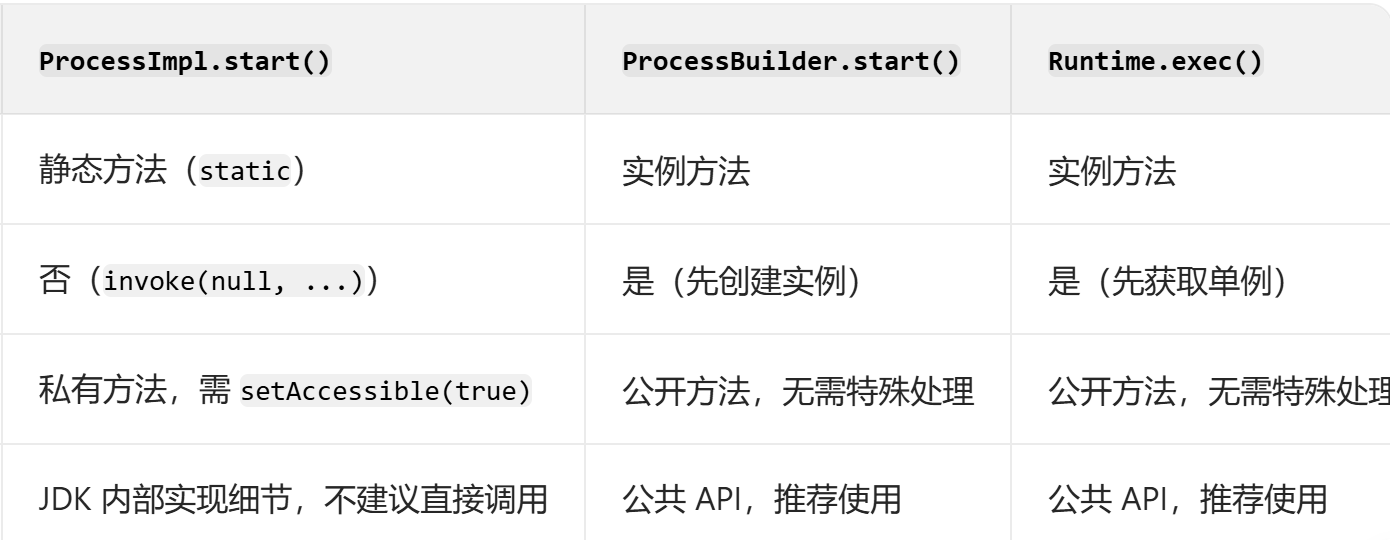 ProcessImpl.start() ProcessBuilder.start() Runtime.exec()
静态方法（static） 实例方法 实例方法
否（invoke(null, ...)） 是（先创建实例） 是（先获取单例）
私有方法，需 setAccessible(true) 公开方法，无需特殊处理 公开方法，无需特殊处理
JDK 内部实现细节，不建议直接调用 公共 API，推荐使用 公共 API，推荐使用